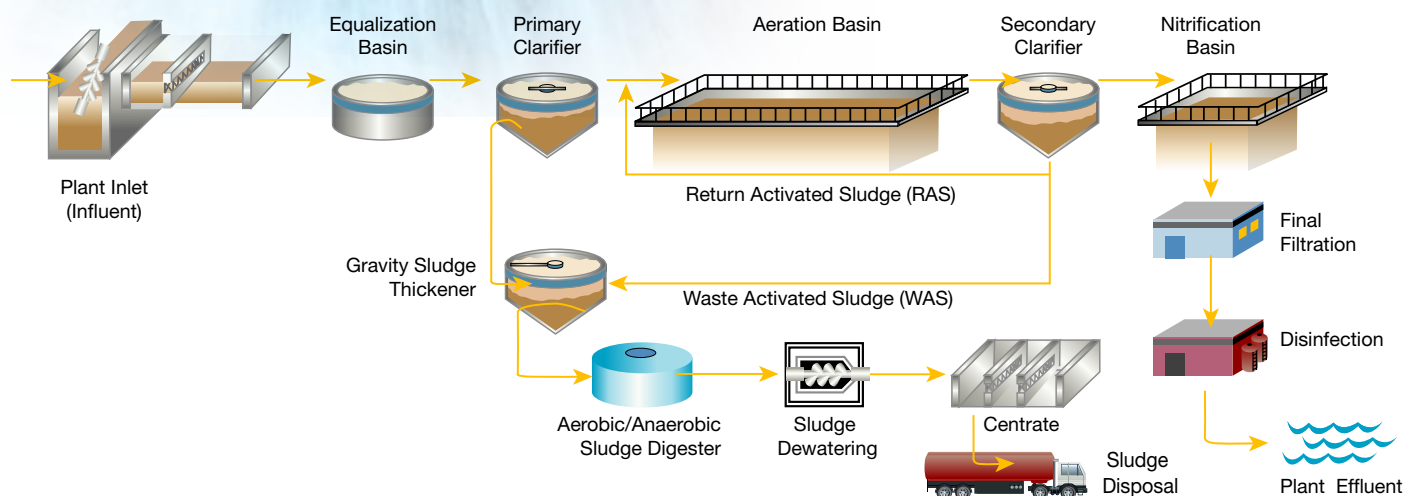 Equalization
Basin
Primary
Clarifier
Aeration Basin
Secondary
Clarifier
Nitrification
Basin
Plant Inlet
(Influent)
Return Activated Sludge (RAS)
Final
Filtration
Gravity Sludge
Thickener
Waste Activated Sludge (WAS)
Disinfection
Aerobic/Anaerobic
Sludge Digester
Sludge
Dewatering
Centrate
Sludge
Disposal
Plant Effluent